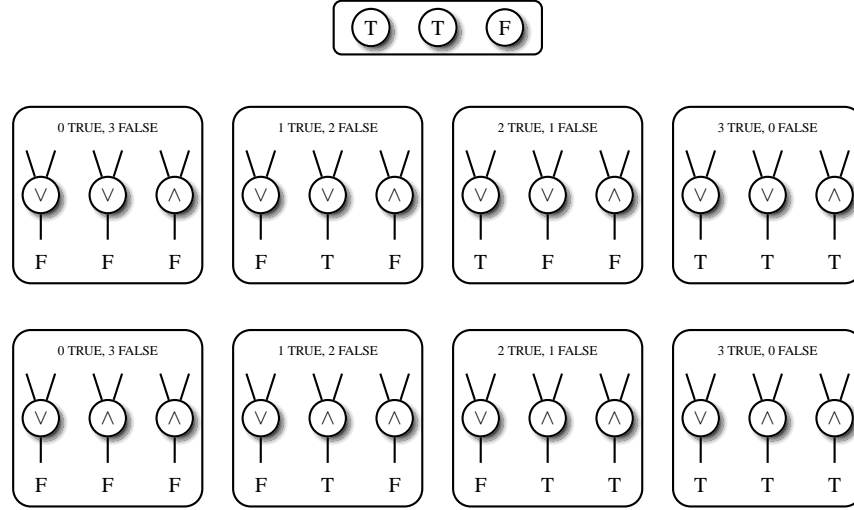 T T F
0 TRUE, 3 FALSE 1 TRUE, 2 FALSE 2 TRUE, 1 FALSE 3 TRUE, 0 FALSE
∨ ∨ ∧ ∨ ∨ ∧ ∨ ∨ ∧ ∨ ∨ ∧
F F F F T F T F F T T T
0 TRUE, 3 FALSE 1 TRUE, 2 FALSE 2 TRUE, 1 FALSE 3 TRUE, 0 FALSE
∨ ∧ ∧ ∨ ∧ ∧ ∨ ∧ ∧ ∨ ∧ ∧
F F F F T F F T T T T T